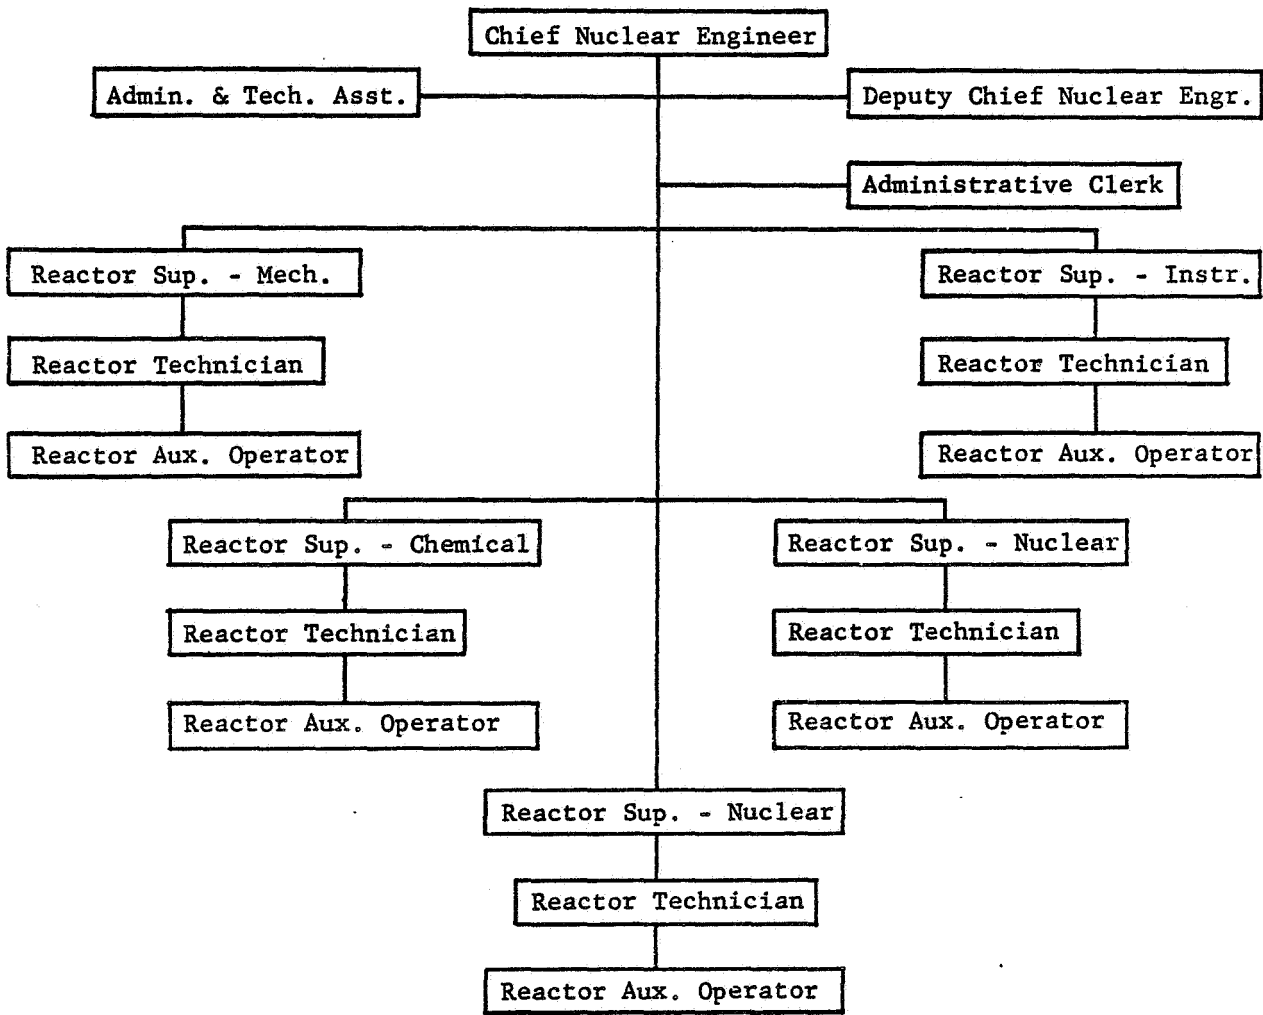 Chief Nuclear Engineer
Admin. & Tech. Asst.
Deputy Chief Nuclear Engr.
Administrative Clerk
Reactor Sup. - Mech.
Reactor Sup. - Instr.
Reactor Technician
Reactor Technician
Reactor Aux. Operator
Reactor Aux. Operator
Reactor Sup. - Chemical
Reactor Sup. - Nuclear
Reactor Technician
Reactor Technician
Reactor Aux. Operator
Reactor Aux. Operator
Reactor Sup. - Nuclear
Reactor Technician
Reactor Aux. Operator